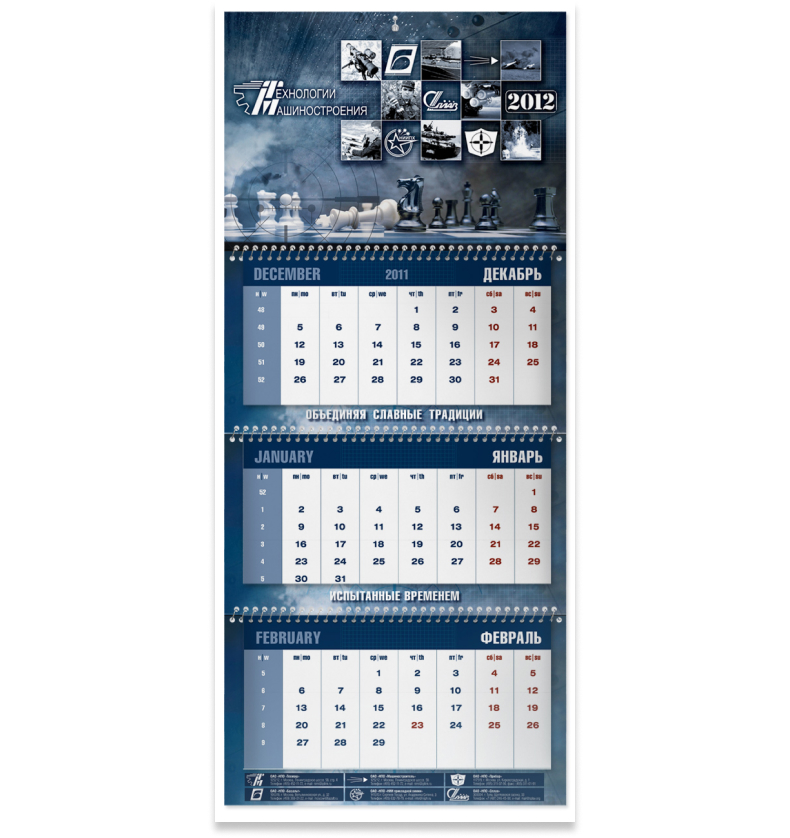 ТЕХНОЛОГИИ
МАШИНОСТРОЕНИЯ
2012
DECEMBER 2011 ДЕКАБРЬ
н|w пн|mo вт|tu ср|we чт|th пт|fr сб|sa вс|su
48 1 2 3 4
49 5 6 7 8 9 10 11
50 12 13 14 15 16 17 18
51 19 20 21 22 23 24 25
52 26 27 28 29 30 31
ОБЪЕДИНЯЯ СЛАВНЫЕ ТРАДИЦИИ
JANUARY ЯНВАРЬ
н|w пн|mo вт|tu ср|we чт|th пт|fr сб|sa вс|su
52 1
1 2 3 4 5 6 7 8
2 9 10 11 12 13 14 15
3 16 17 18 19 20 21 22
4 23 24 25 26 27 28 29
5 30 31
ИСПЫТАННЫЕ ВРЕМЕНЕМ
FEBRUARY ФЕВРАЛЬ
н|w пн|mo вт|tu ср|we чт|th пт|fr сб|sa вс|su
5 1 2 3 4 5
6 6 7 8 9 10 11 12
7 13 14 15 16 17 18 19
8 20 21 22 23 24 25 26
9 27 28 29